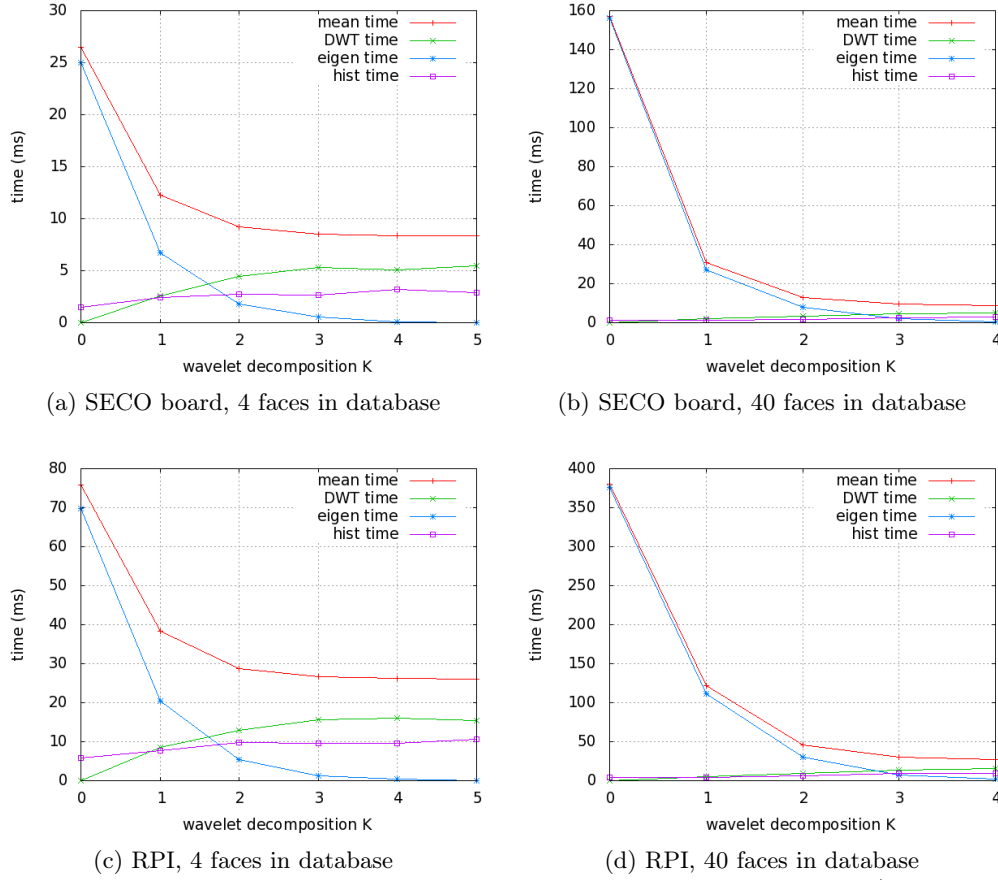 30
25
20
15
10
5
0
time (ms)
mean time
DWT time
eigen time
hist time
0 1 2 3 4 5
wavelet decomposition K
(a) SECO board, 4 faces in database
160
140
120
100
80
60
40
20
0
time (ms)
mean time
DWT time
eigen time
hist time
0 1 2 3 4
wavelet decomposition K
(b) SECO board, 40 faces in database
80
70
60
50
40
30
20
10
0
time (ms)
mean time
DWT time
eigen time
hist time
0 1 2 3 4 5
wavelet decomposition K
(c) RPI, 4 faces in database
400
350
300
250
200
150
100
50
0
time (ms)
mean time
DWT time
eigen time
hist time
0 1 2 3 4
wavelet decomposition K
(d) RPI, 40 faces in database